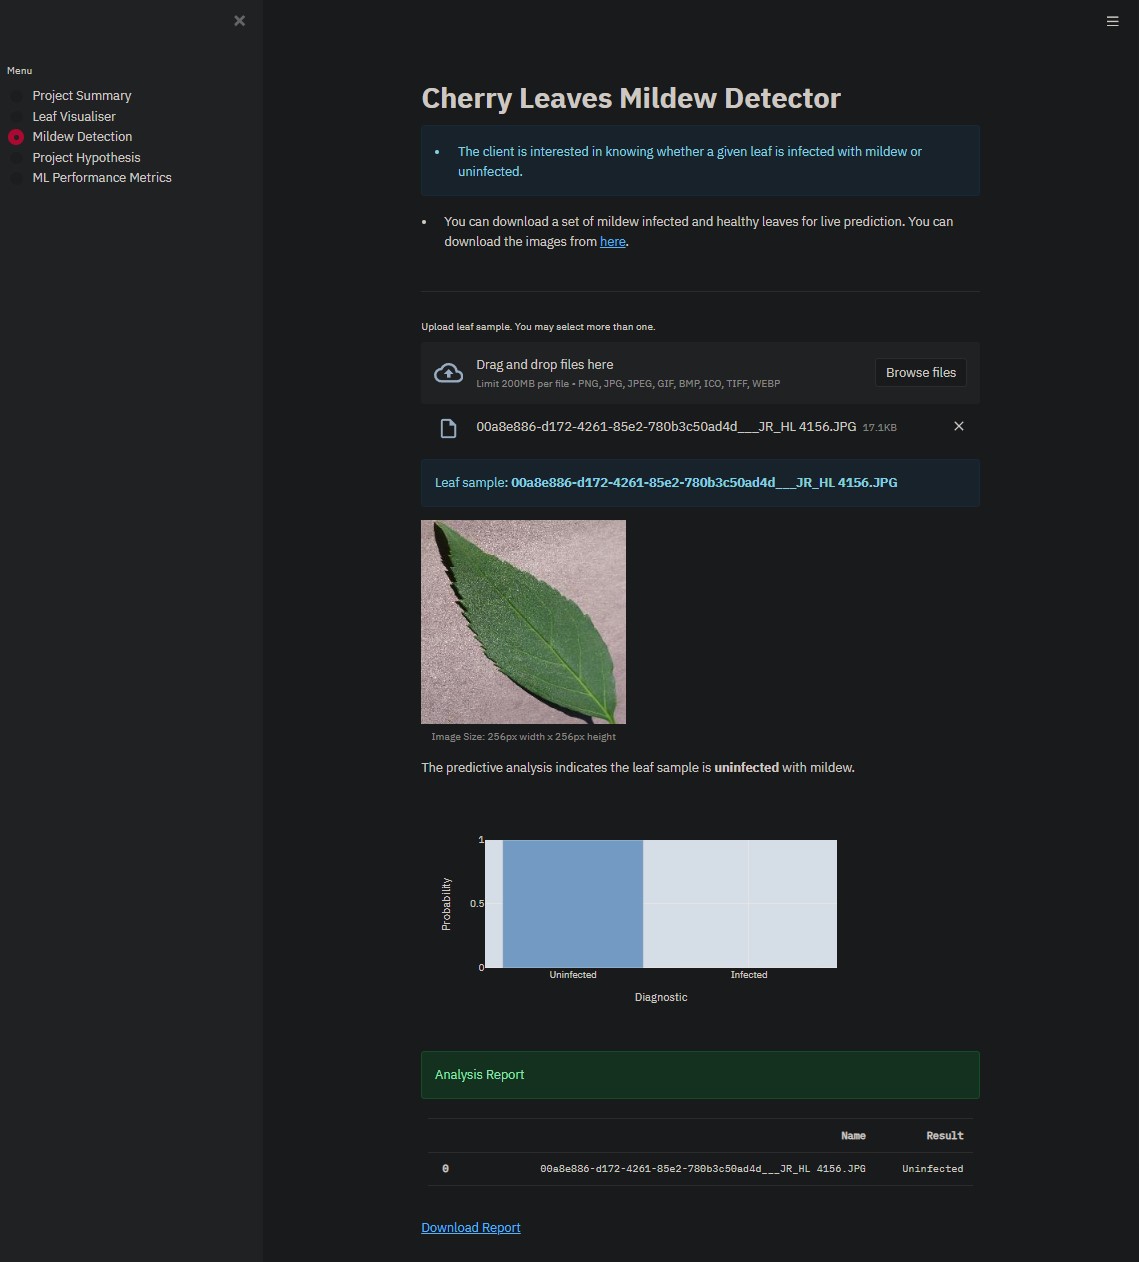 Menu
Project Summary
Leaf Visualiser
Mildew Detection
Project Hypothesis
ML Performance Metrics
Cherry Leaves Mildew Detector
• The client is interested in knowing whether a given leaf is infected with mildew or
uninfected.
• You can download a set of mildew infected and healthy leaves for live prediction. You can
download the images from here.
Upload leaf sample. You may select more than one.
Drag and drop files here
Limit 200MB per file • PNG, JPG, JPEG, GIF, BMP, ICO, TIFF, WEBP
Browse files
00a8e886-d172-4261-85e2-780b3c50ad4d___JR_HL 4156.JPG 17.1KB
Leaf sample: 00a8e886-d172-4261-85e2-780b3c50ad4d___JR_HL 4156.JPG
Image Size: 256px width x 256px height
The predictive analysis indicates the leaf sample is uninfected with mildew.
1
0.5
0
Probability
Uninfected Infected
Diagnostic
Analysis Report
Name Result
0 00a8e886-d172-4261-85e2-780b3c50ad4d___JR_HL 4156.JPG Uninfected
Download Report